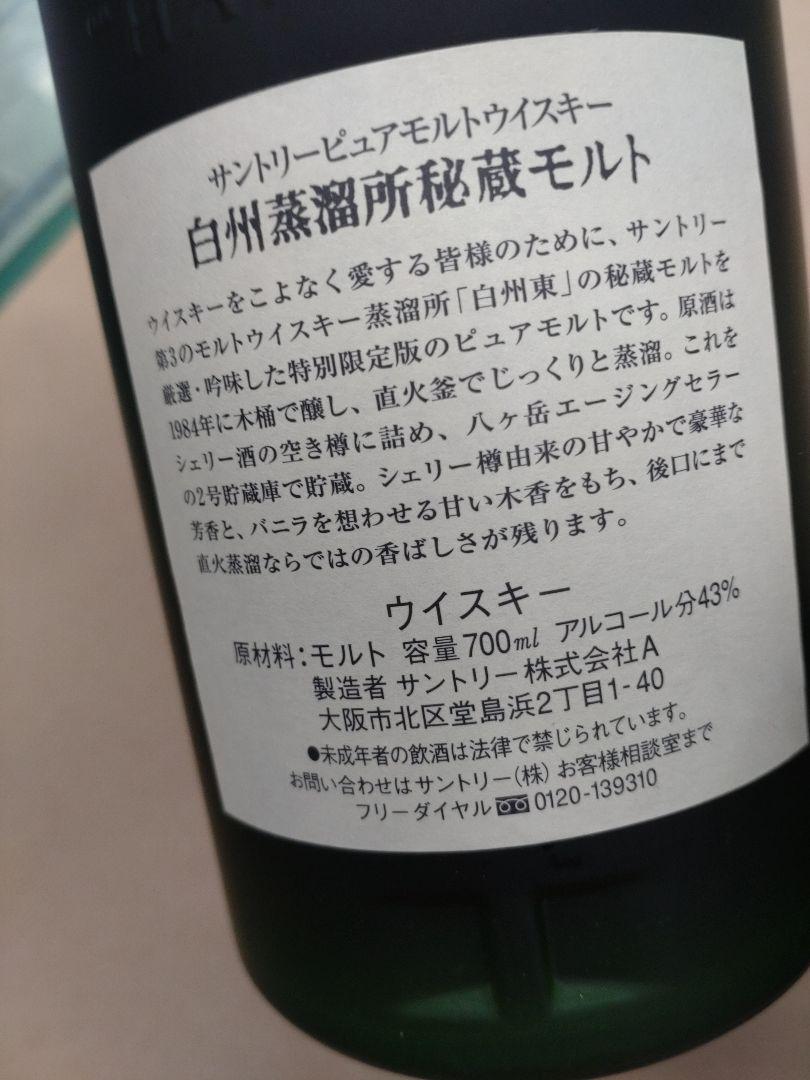 サントリーピュアモルトウイスキー
白州蒸溜所秘蔵モルト
ウイスキーをこよなく愛する皆様のために、サントリー
第3のモルトウイスキー蒸溜所「白州東」の秘蔵モルトを
厳選・吟味した特別限定版のピュアモルトです。原酒は
1984年に木桶で醸し、直火釜でじっくりと蒸溜。これを
シェリー酒の空き樽に詰め、八ヶ岳エージングセラー
の2号貯蔵庫で貯蔵。シェリー樽由来の甘やかで豪華な
芳香と、バニラを想わせる甘い木香をもち、後口にまで
直火蒸溜ならではの香ばしさが残ります。
ウイスキー
原材料：モルト 容量700ml アルコール分43%
製造者 サントリー株式会社A
大阪市北区堂島浜2丁目1-40
●未成年者の飲酒は法律で禁じられています。
お問い合わせはサントリー(株)お客様相談室まで
フリーダイヤル 0120-139310